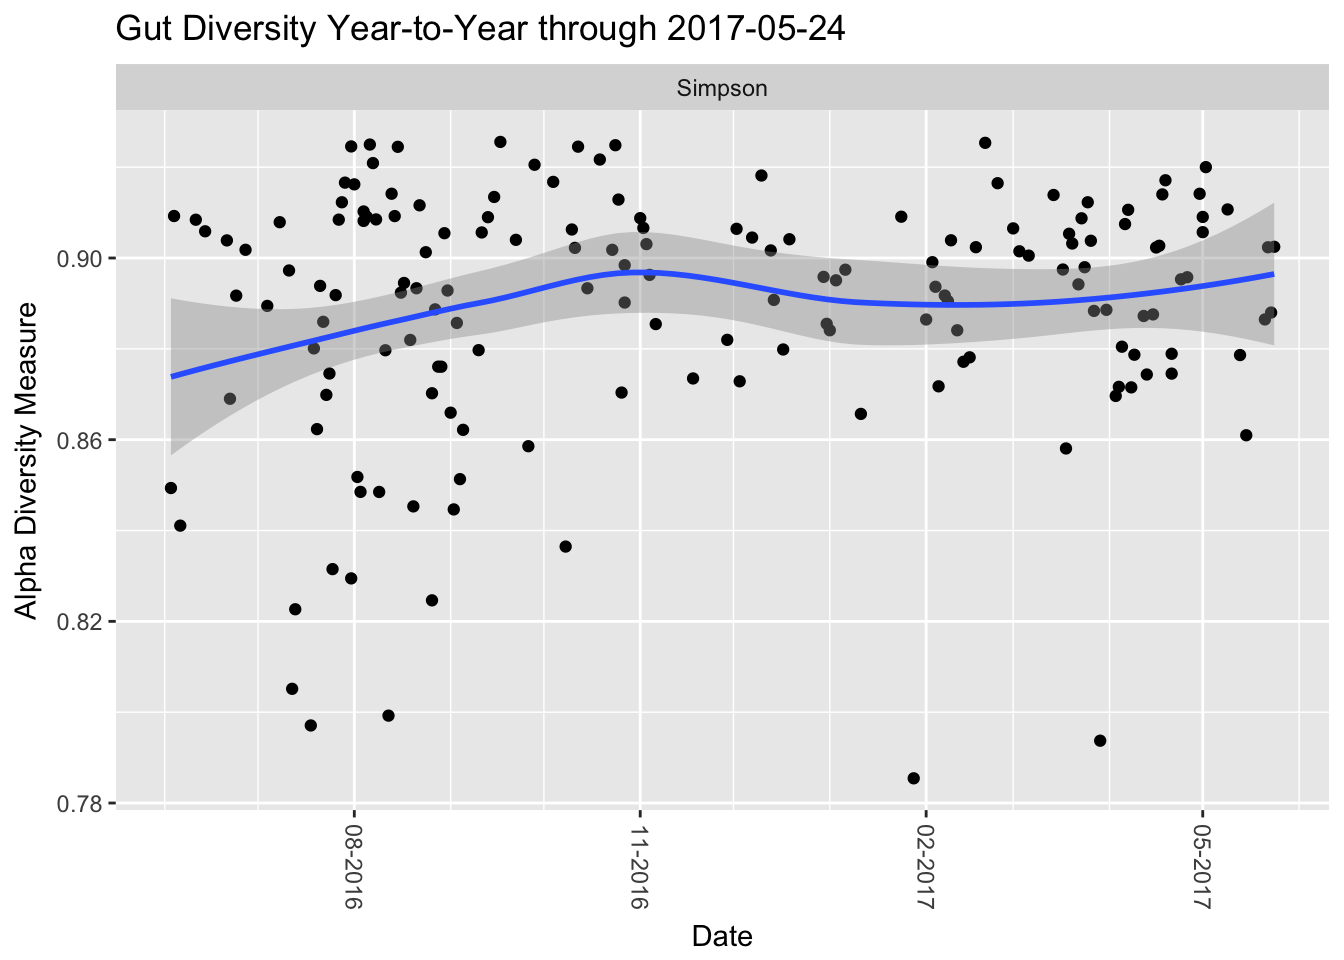 Gut Diversity Year-to-Year through 2017-05-24
Simpson
Alpha Diversity Measure
0.90
0.86
0.82
0.78
08-2016
11-2016
02-2017
05-2017
Date